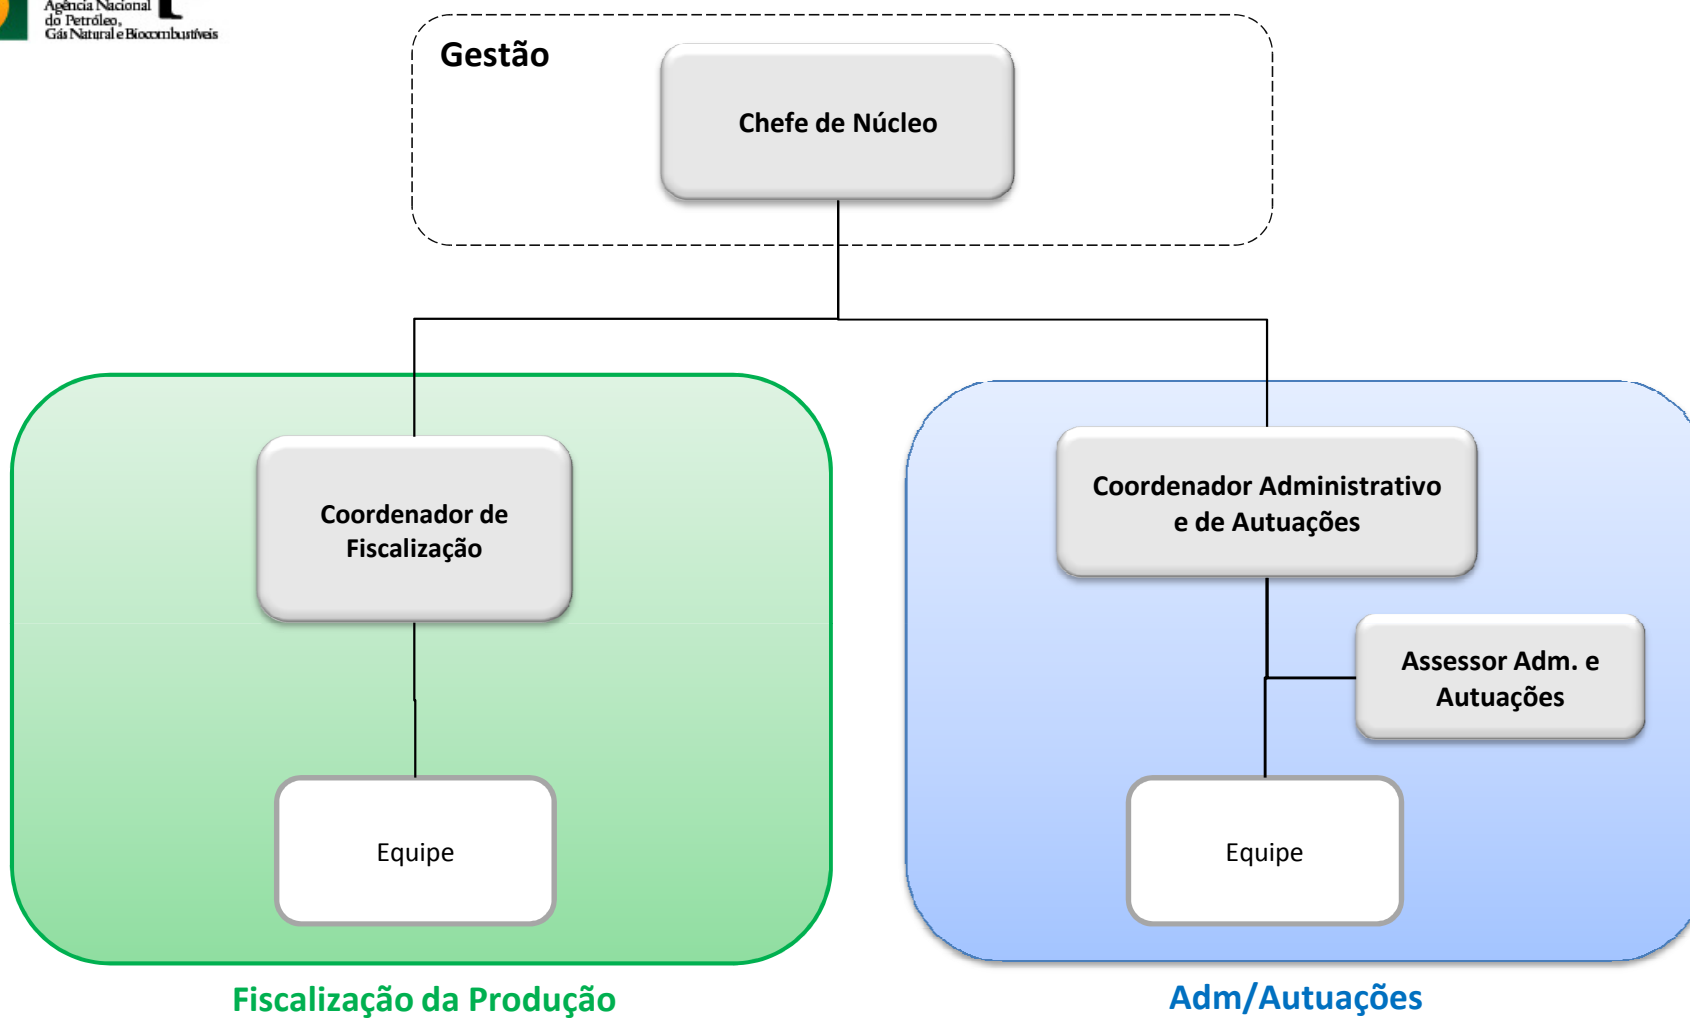 Agência Nacional
do Petróleo,
Gás Natural e Biocombustíveis
Gestão
Chefe de Núcleo
Coordenador de
Fiscalização
Equipe
Fiscalização da Produção
Coordenador Administrativo
e de Autuações
Assessor Adm. e
Autuações
Equipe
Adm/Autuações